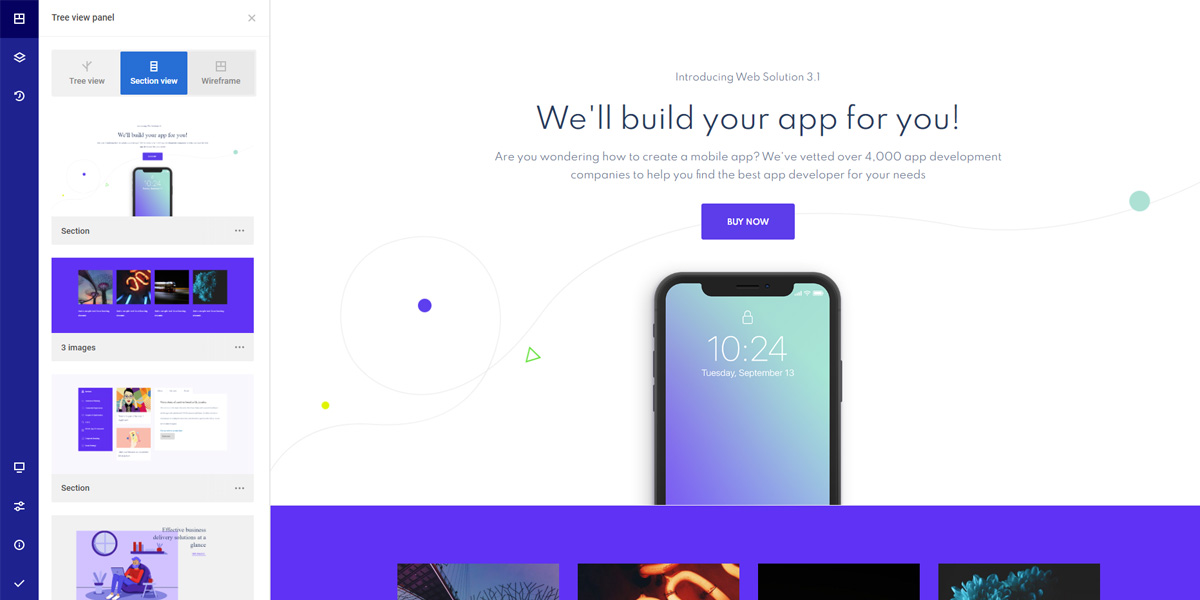 Tree view panel
Tree view
Section view
Wireframe
We'll build your app for you!
Section
3 images
Section
Effective business
delivery solutions at a
glance
Introducing Web Solution 3.1
We'll build your app for you!
Are you wondering how to create a mobile app? We've vetted over 4,000 app development
companies to help you find the best app developer for your needs
BUY NOW
10:24
Tuesday, September 13